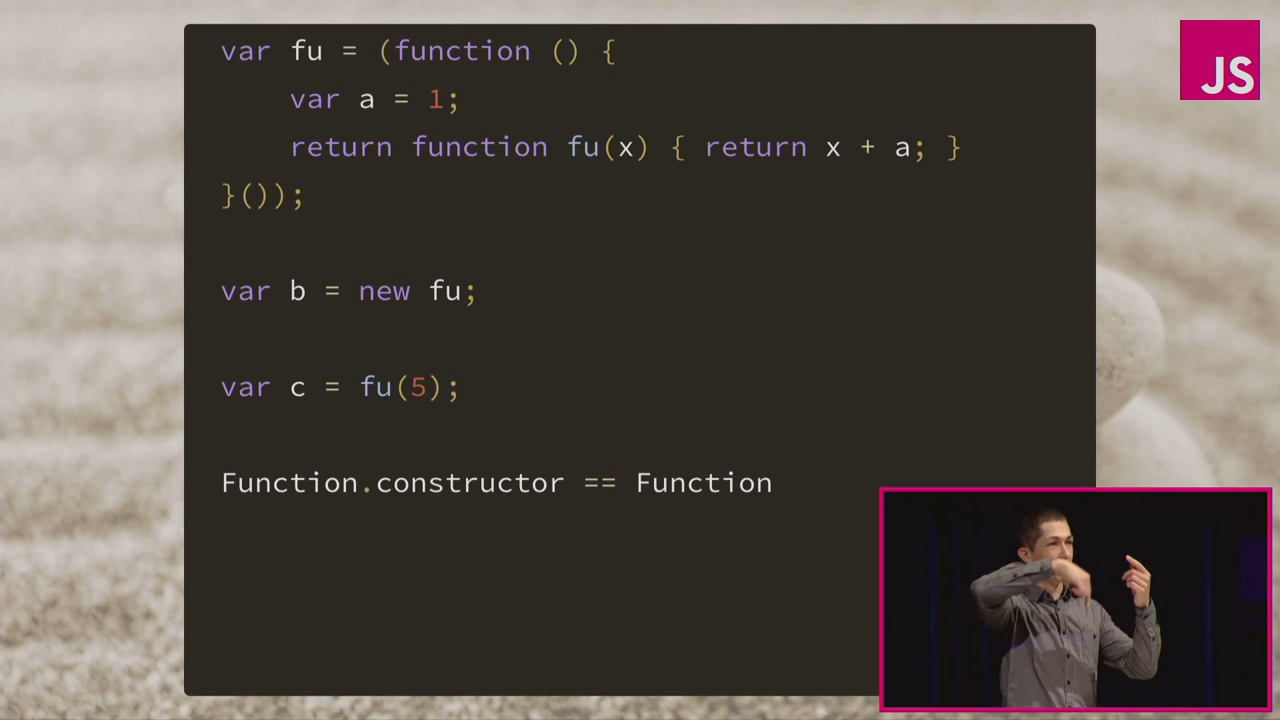 var fu = (function () {
    var a = 1;
    return function fu(x) { return x + a; }
}());
var b = new fu;
var c = fu(5);
Function.constructor == Function
JS